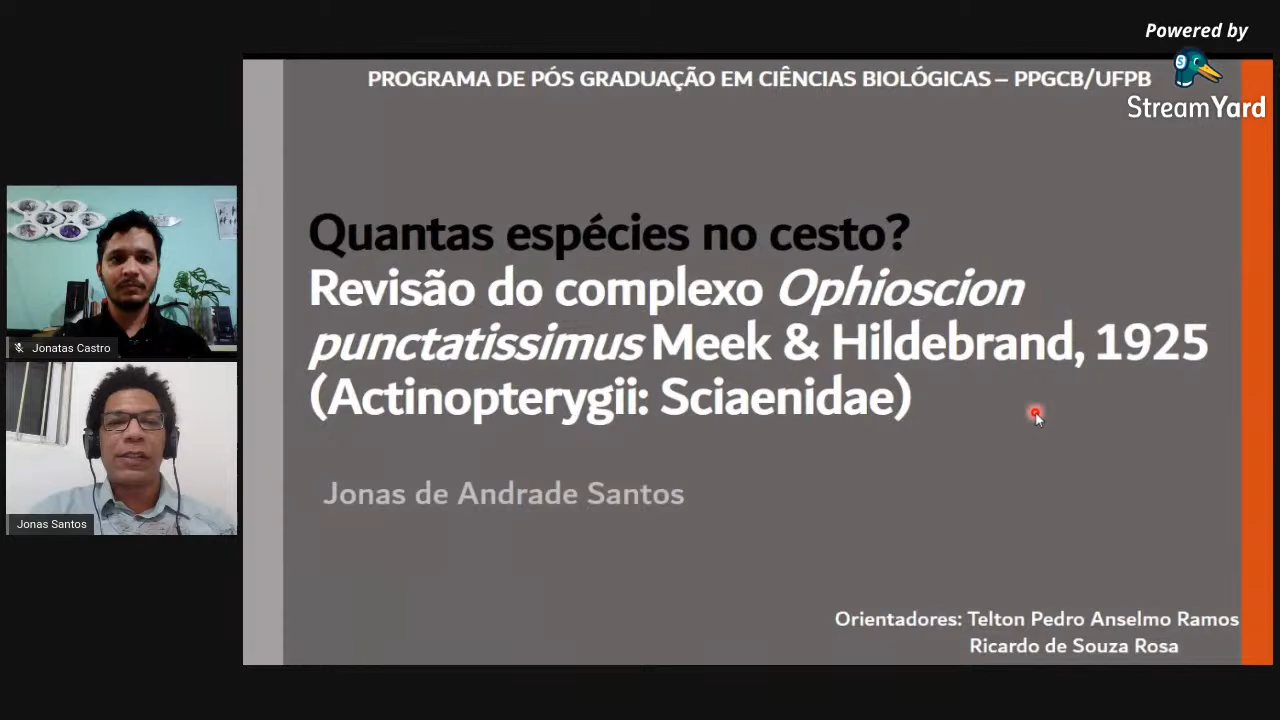 Powered by
StreamYard
PROGRAMA DE PÓS GRADUAÇÃO EM CIÊNCIAS BIOLÓGICAS – PPGCB/UFPB
Quantas espécies no cesto?
Revisão do complexo Ophioscion
punctatissimus Meek & Hildebrand, 1925
(Actinopterygii: Sciaenidae)
Jonas de Andrade Santos
Orientadores: Telton Pedro Anselmo Ramos
Ricardo de Souza Rosa
Jonatas Castro
Jonas Santos